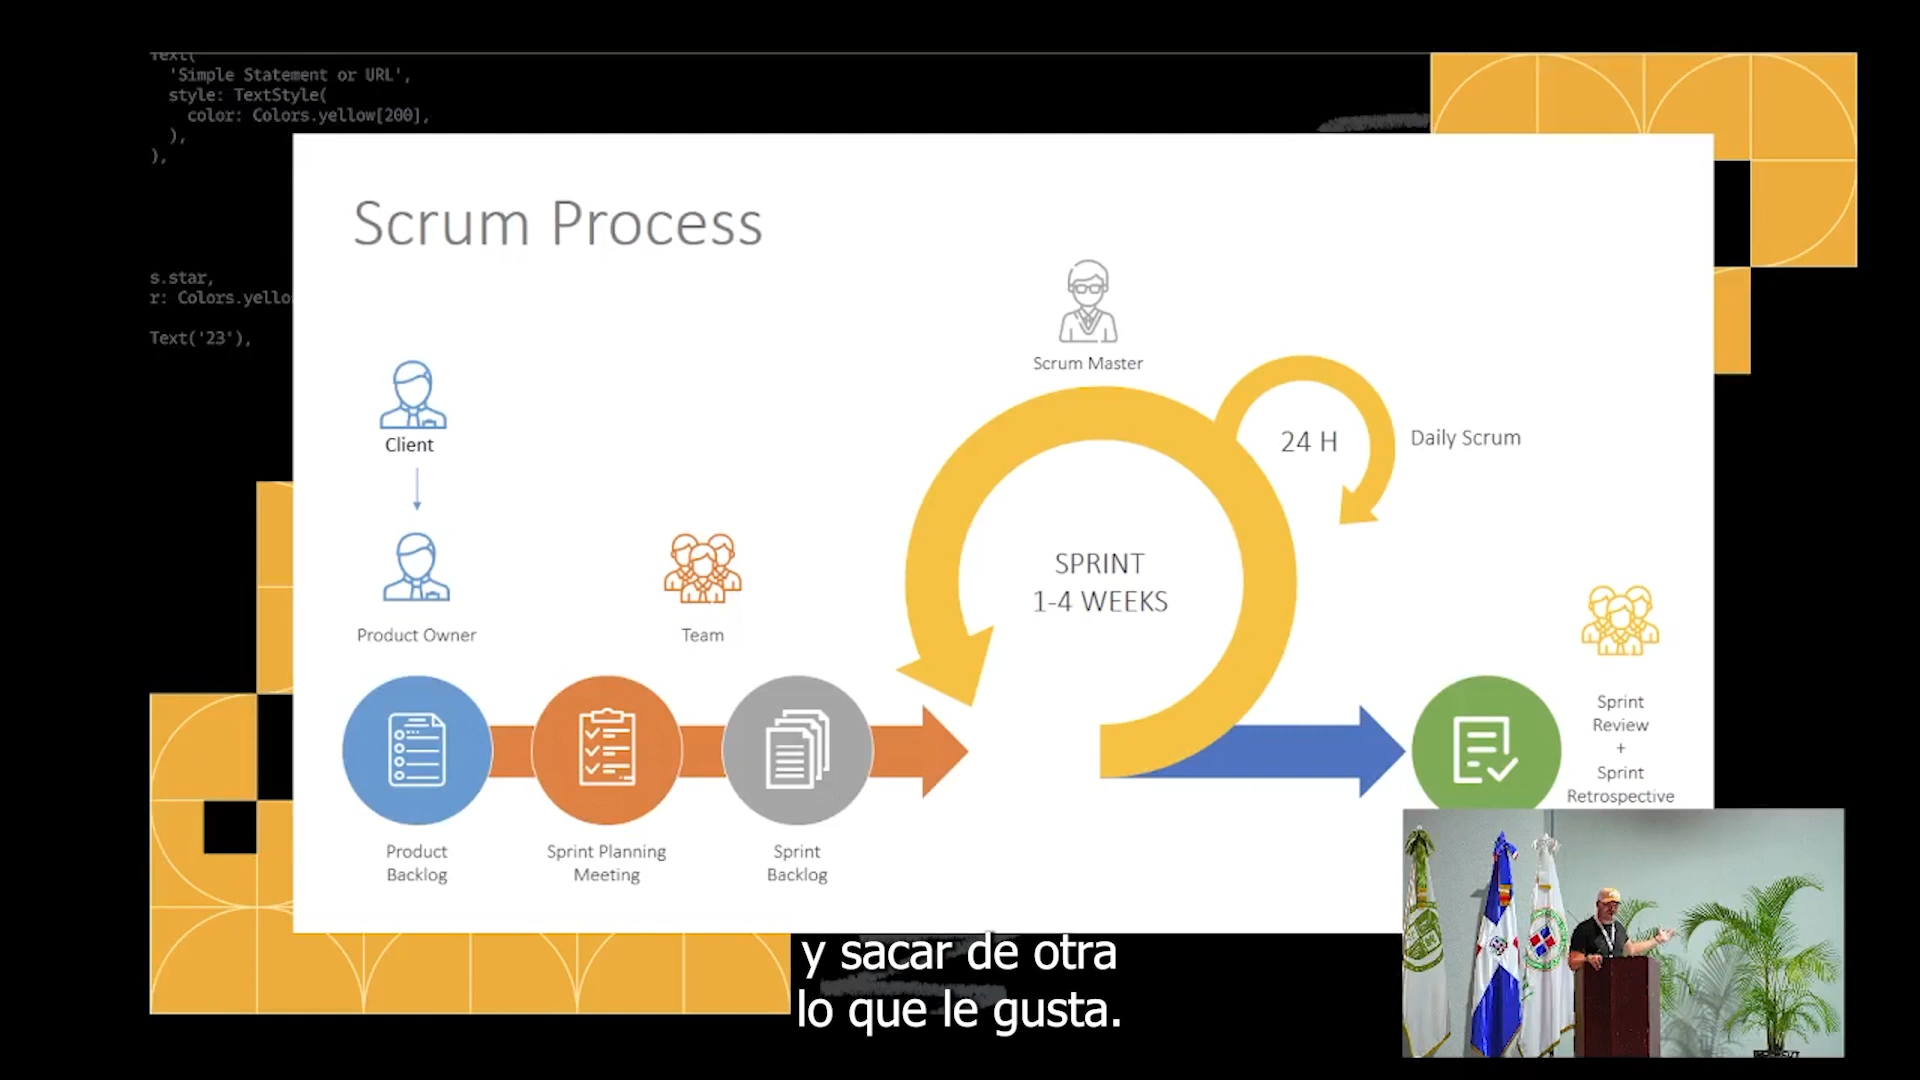 Text(
'Simple Statement or URL',
style: TextStyle(
color: Colors.yellow[200],
),
),
s.star,
r: Colors.yello
Text('23'),
Scrum Process
Scrum Master
Client
24 H
Daily Scrum
SPRINT
1-4 WEEKS
Product Owner
Team
Sprint
Review
+
Sprint
Retrospective
Product
Backlog
Sprint Planning
Meeting
Sprint
Backlog
y sacar de otra
lo que le gusta.